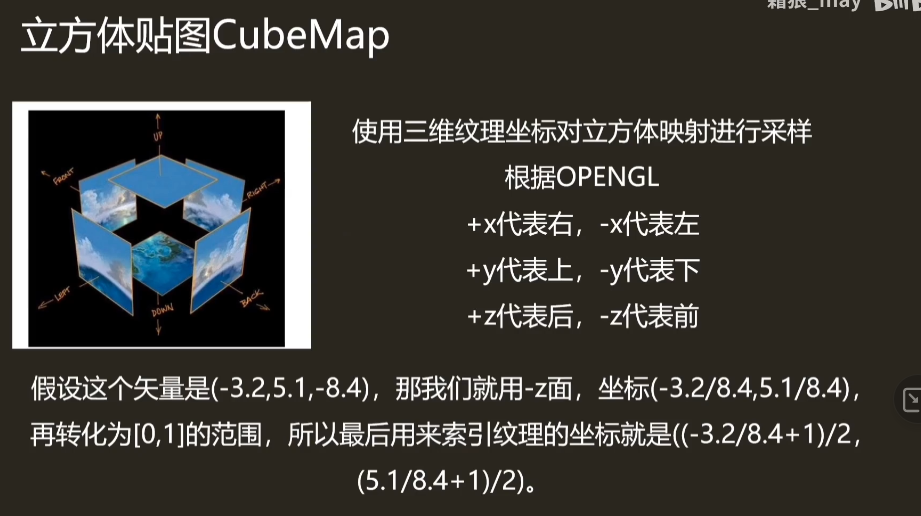 箱狼_may
立方体贴图CubeMap
使用三维纹理坐标对立方体映射进行采样
根据OPENGL
+x代表右，-x代表左
+y代表上，-y代表下
+z代表后，-z代表前
UP
FRONT
RIGHT
LEFT
DOWN
BACK
假设这个矢量是(-3.2,5.1,-8.4)，那我们就用-z面，坐标(-3.2/8.4,5.1/8.4)，
再转化为[0,1]的范围，所以最后用来索引纹理的坐标就是((-3.2/8.4+1)/2，
(5.1/8.4+1)/2)。